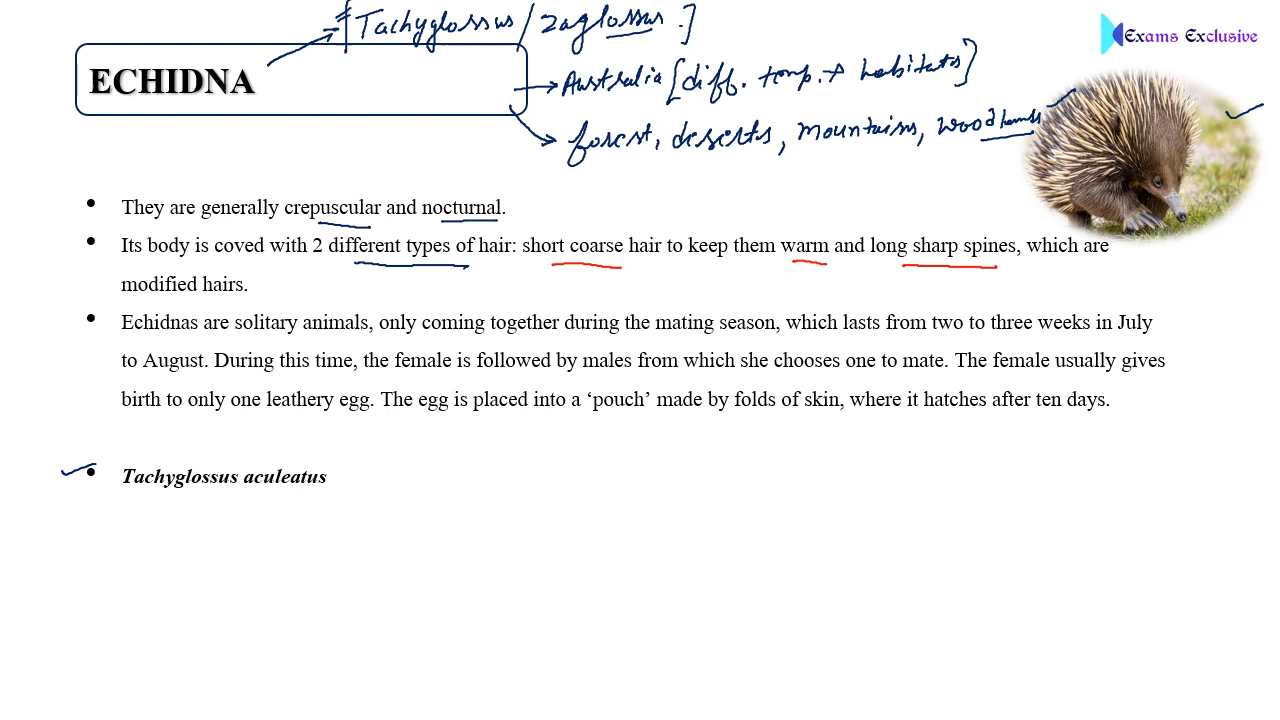 Tachyglossus / Zaglossus.]
Exams Exclusive
ECHIDNA
Australia [diff. temp. + habitats]
forest, deserts, mountains, woodlands
• They are generally crepuscular and nocturnal.
• Its body is coved with 2 different types of hair: short coarse hair to keep them warm and long sharp spines, which are
modified hairs.
• Echidnas are solitary animals, only coming together during the mating season, which lasts from two to three weeks in July
to August. During this time, the female is followed by males from which she chooses one to mate. The female usually gives
birth to only one leathery egg. The egg is placed into a ‘pouch’ made by folds of skin, where it hatches after ten days.
• Tachyglossus aculeatus